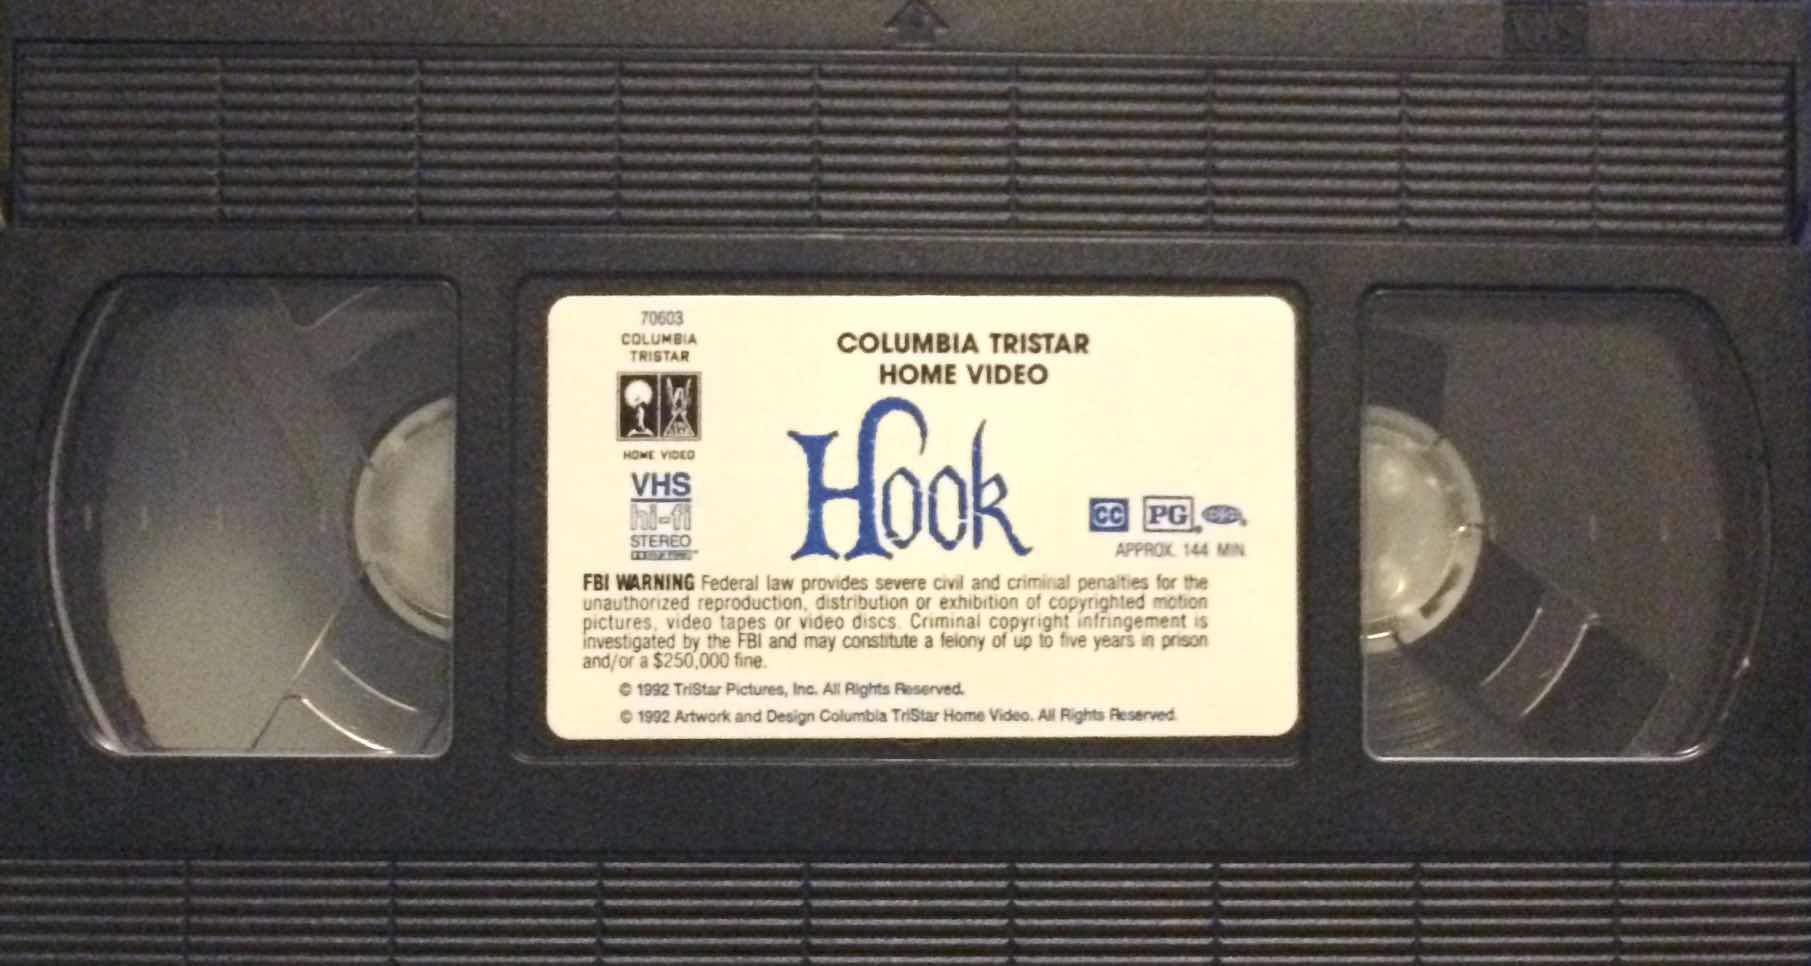 VHS
70603
COLUMBIA
TRISTAR
HOME VIDEO
VHS
hi-fi
STEREO
COLUMBIA TRISTAR
HOME VIDEO
Hook
CC PG
APPROX. 144 MIN.
FBI WARNING Federal law provides severe civil and criminal penalties for the
unauthorized reproduction, distribution or exhibition of copyrighted motion
pictures, video tapes or video discs. Criminal copyright infringement is
investigated by the FBI and may constitute a felony of up to five years in prison
and/or a $250,000 fine.
© 1992 TriStar Pictures, Inc. All Rights Reserved.
© 1992 Artwork and Design Columbia TriStar Home Video. All Rights Reserved.